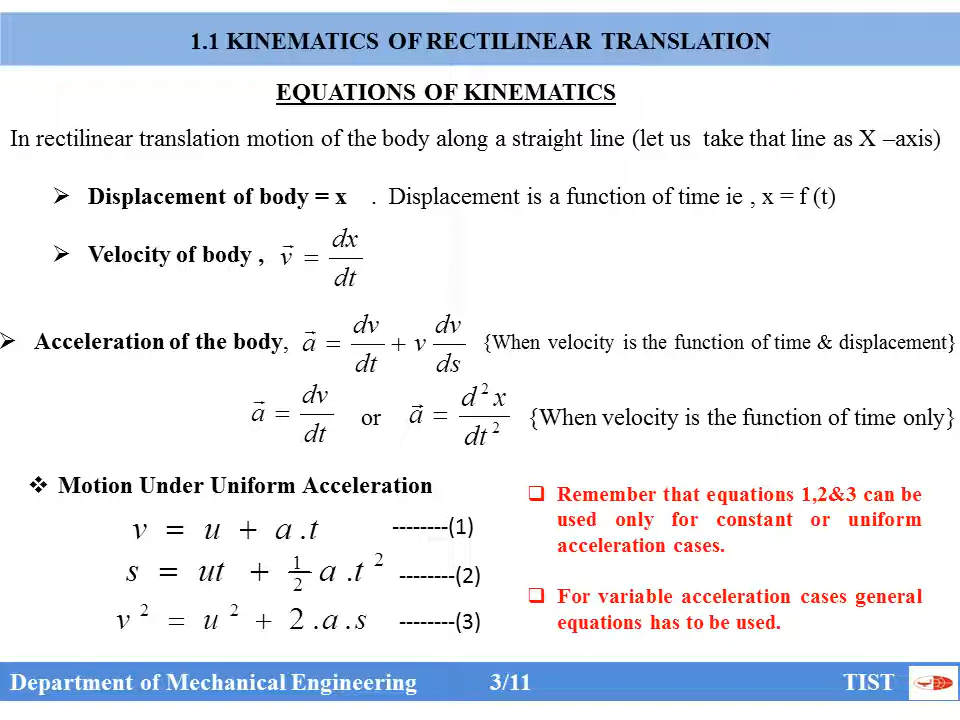 1.1 KINEMATICS OF RECTILINEAR TRANSLATION
EQUATIONS OF KINEMATICS
In rectilinear translation motion of the body along a straight line (let us take that line as X –axis)
➢ Displacement of body = x . Displacement is a function of time ie , x = f (t)
➢ Velocity of body , v⃗ = dx/dt
➢ Acceleration of the body, a⃗ = dv/dt + v dv/ds {When velocity is the function of time & displacement}
a⃗ = dv/dt or a⃗ = d²x/dt² {When velocity is the function of time only}
❖ Motion Under Uniform Acceleration
v = u + a.t --------(1)
s = ut + ½ a.t² --------(2)
v² = u² + 2.a.s --------(3)
❑ Remember that equations 1,2&3 can be
used only for constant or uniform
acceleration cases.
❑ For variable acceleration cases general
equations has to be used.
Department of Mechanical Engineering 3/11 TIST